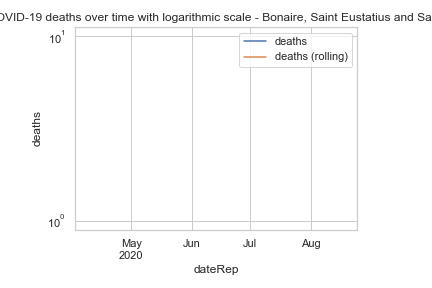 OVID-19 deaths over time with logarithmic scale - Bonaire, Saint Eustatius and Sa
10¹
deaths
deaths (rolling)
deaths
10⁰
May Jun Jul Aug
2020
dateRep